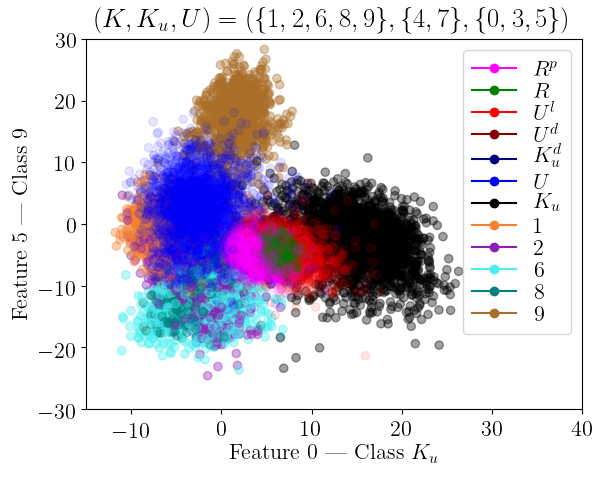 (K, K_u, U) = ({1, 2, 6, 8, 9}, {4, 7}, {0, 3, 5})
30
20
10
0
−10
−20
−30
Feature 5 — Class 9
R^p
R
U^l
U^d
K_u^d
U
K_u
1
2
6
8
9
−10
0
10
20
30
40
Feature 0 — Class K_u